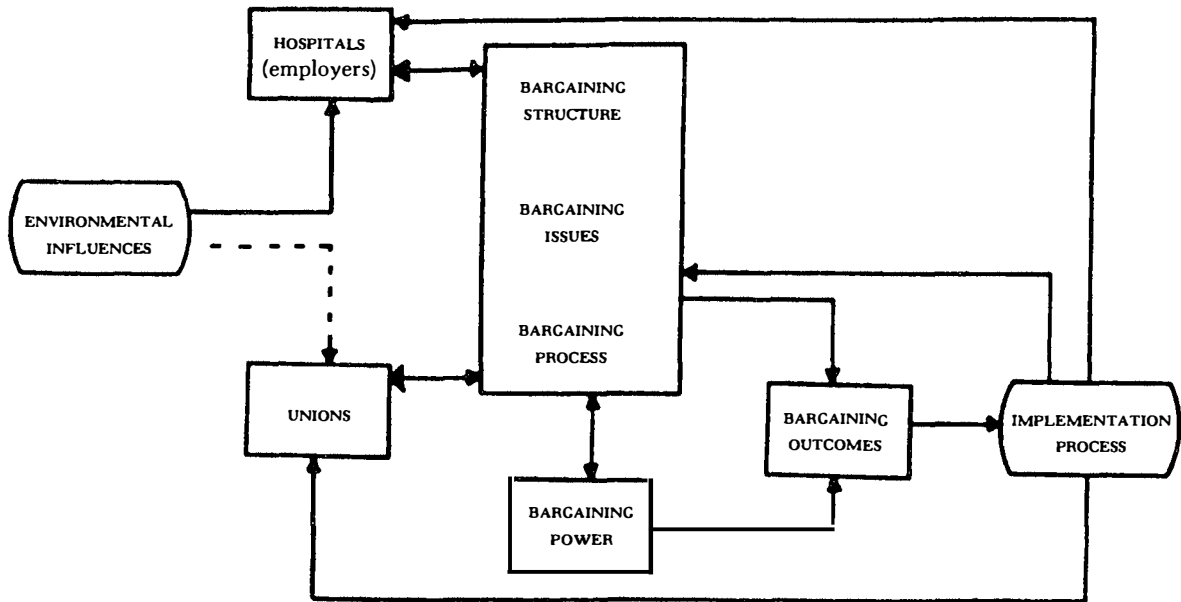 HOSPITALS
(employers)
BARGAINING
STRUCTURE
ENVIRONMENTAL
INFLUENCES
BARGAINING
ISSUES
BARGAINING
PROCESS
UNIONS
BARGAINING
OUTCOMES
IMPLEMENTATION
PROCESS
BARGAINING
POWER